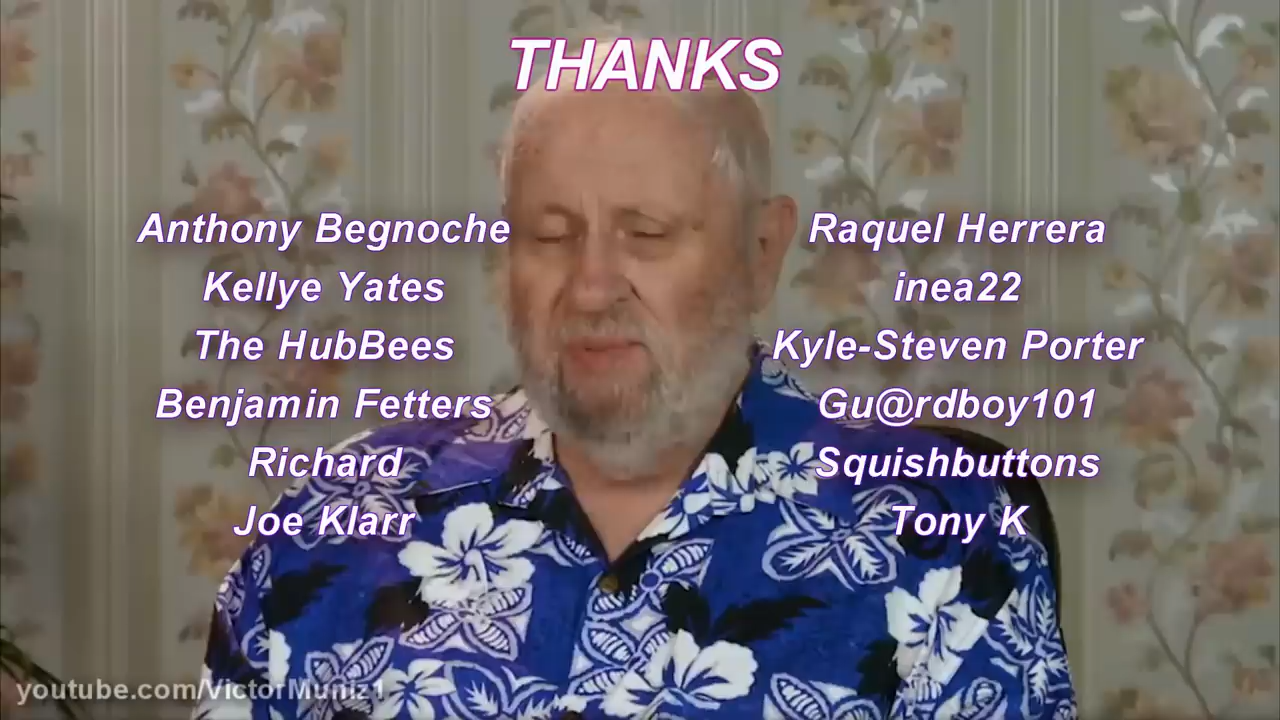 THANKS
Anthony Begnoche
Kellye Yates
The HubBees
Benjamin Fetters
Richard
Joe Klarr
Raquel Herrera
inea22
Kyle-Steven Porter
Gu@rdboy101
Squishbuttons
Tony K
youtube.com/VictorMuniz1